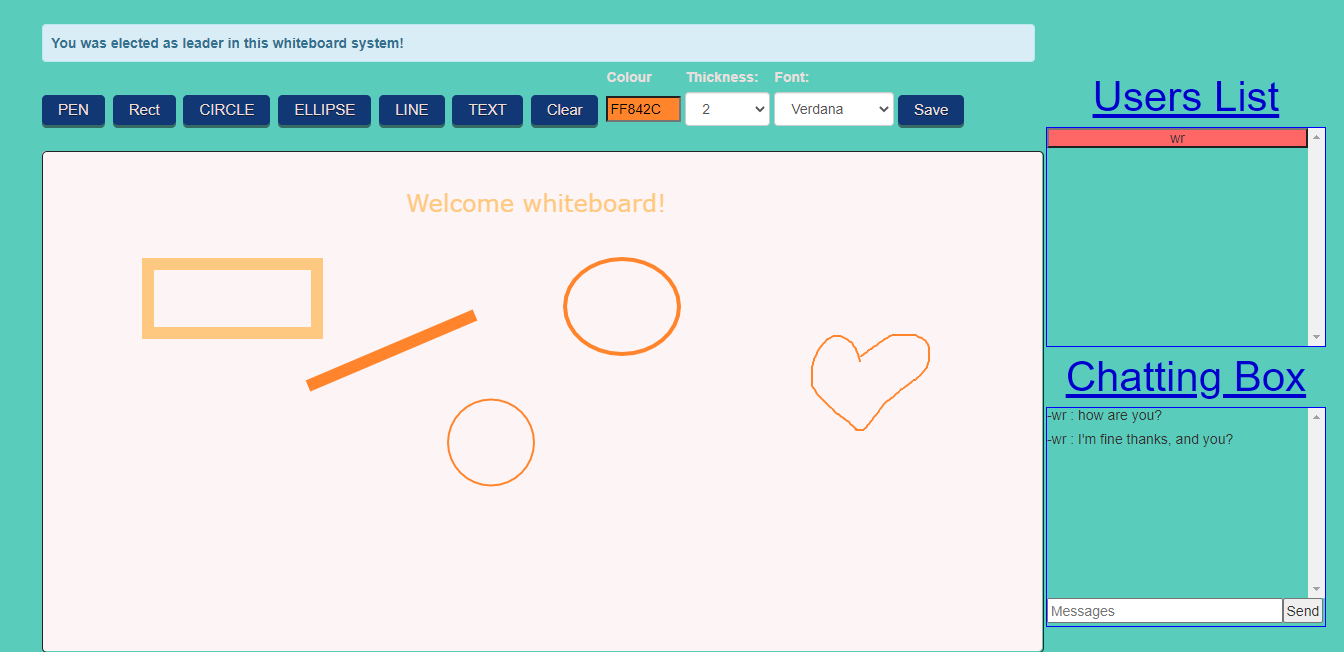 You was elected as leader in this whiteboard system!
Colour Thickness: Font:
PEN Rect CIRCLE ELLIPSE LINE TEXT Clear FF842C 2 Verdana Save
Welcome whiteboard!
Users List
wr
Chatting Box
-wr : how are you?
-wr : I'm fine thanks, and you?
Messages Send